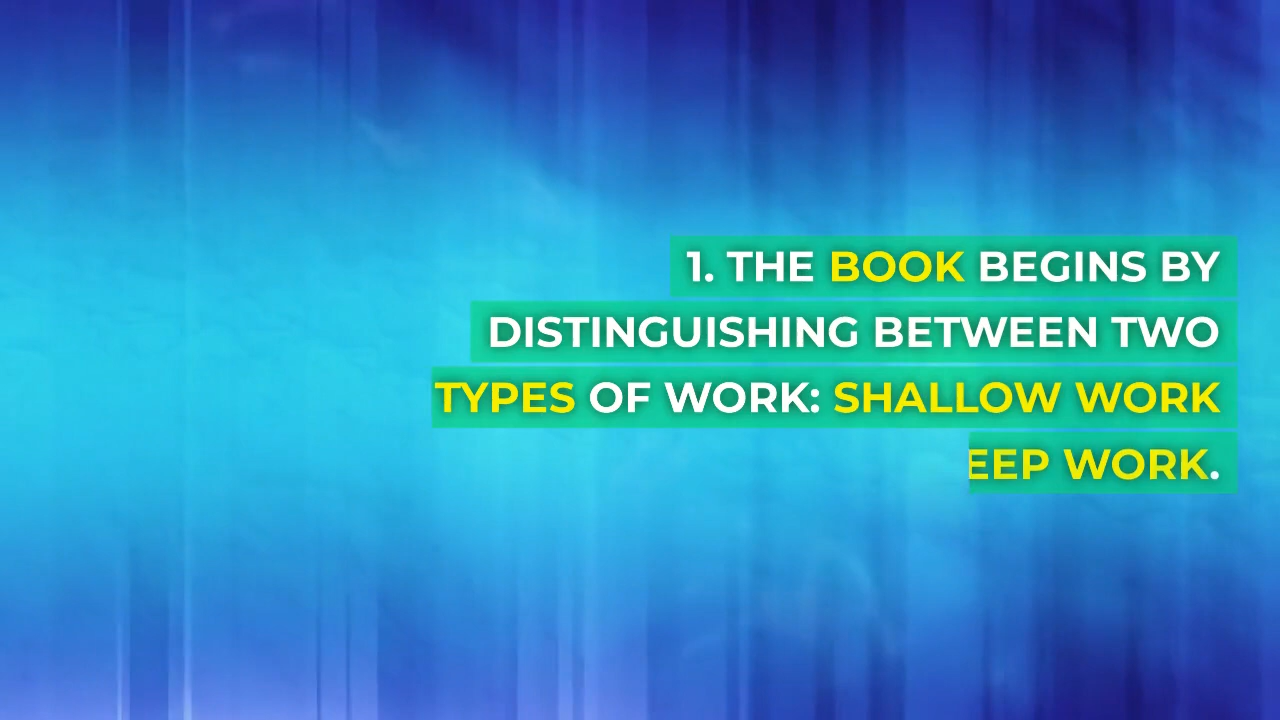 1. THE BOOK BEGINS BY
DISTINGUISHING BETWEEN TWO
TYPES OF WORK: SHALLOW WORK
EEP WORK.